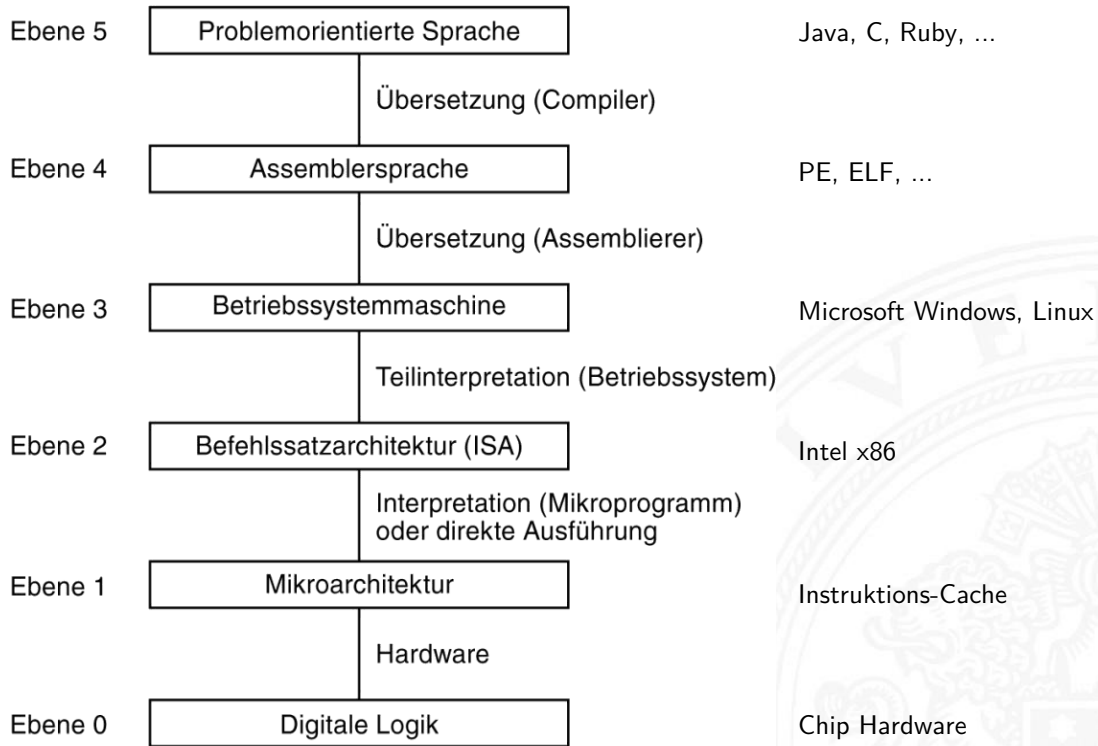 Ebene 5 Problemorientierte Sprache Java, C, Ruby, ...
Übersetzung (Compiler)
Ebene 4 Assemblersprache PE, ELF, ...
Übersetzung (Assemblierer)
Ebene 3 Betriebssystemmaschine Microsoft Windows, Linux
Teilinterpretation (Betriebssystem)
Ebene 2 Befehlssatzarchitektur (ISA) Intel x86
Interpretation (Mikroprogramm)
oder direkte Ausführung
Ebene 1 Mikroarchitektur Instruktions-Cache
Hardware
Ebene 0 Digitale Logik Chip Hardware